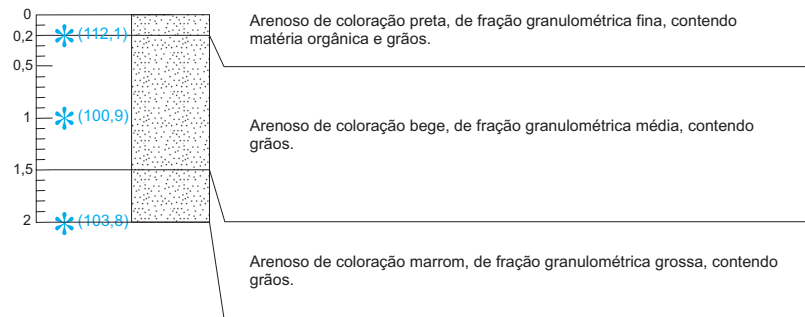 0
0,2
(112,1)
0,5
1
(100,9)
1,5
2
(103,8)
Arenoso de coloração preta, de fração granulométrica fina, contendo
matéria orgânica e grãos.
Arenoso de coloração bege, de fração granulométrica média, contendo
grãos.
Arenoso de coloração marrom, de fração granulométrica grossa, contendo
grãos.